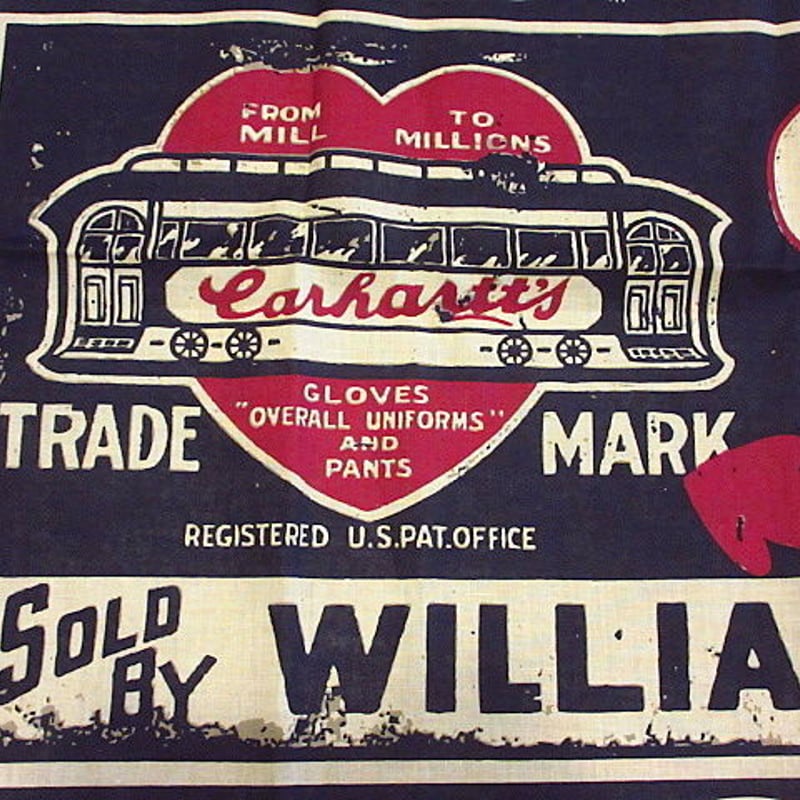 FROM TO
MILL MILLIONS
Carhartt's
GLOVES
"OVERALL UNIFORMS"
AND
PANTS
TRADE MARK
REGISTERED U.S.PAT.OFFICE
SOLD
BY
WILLIA